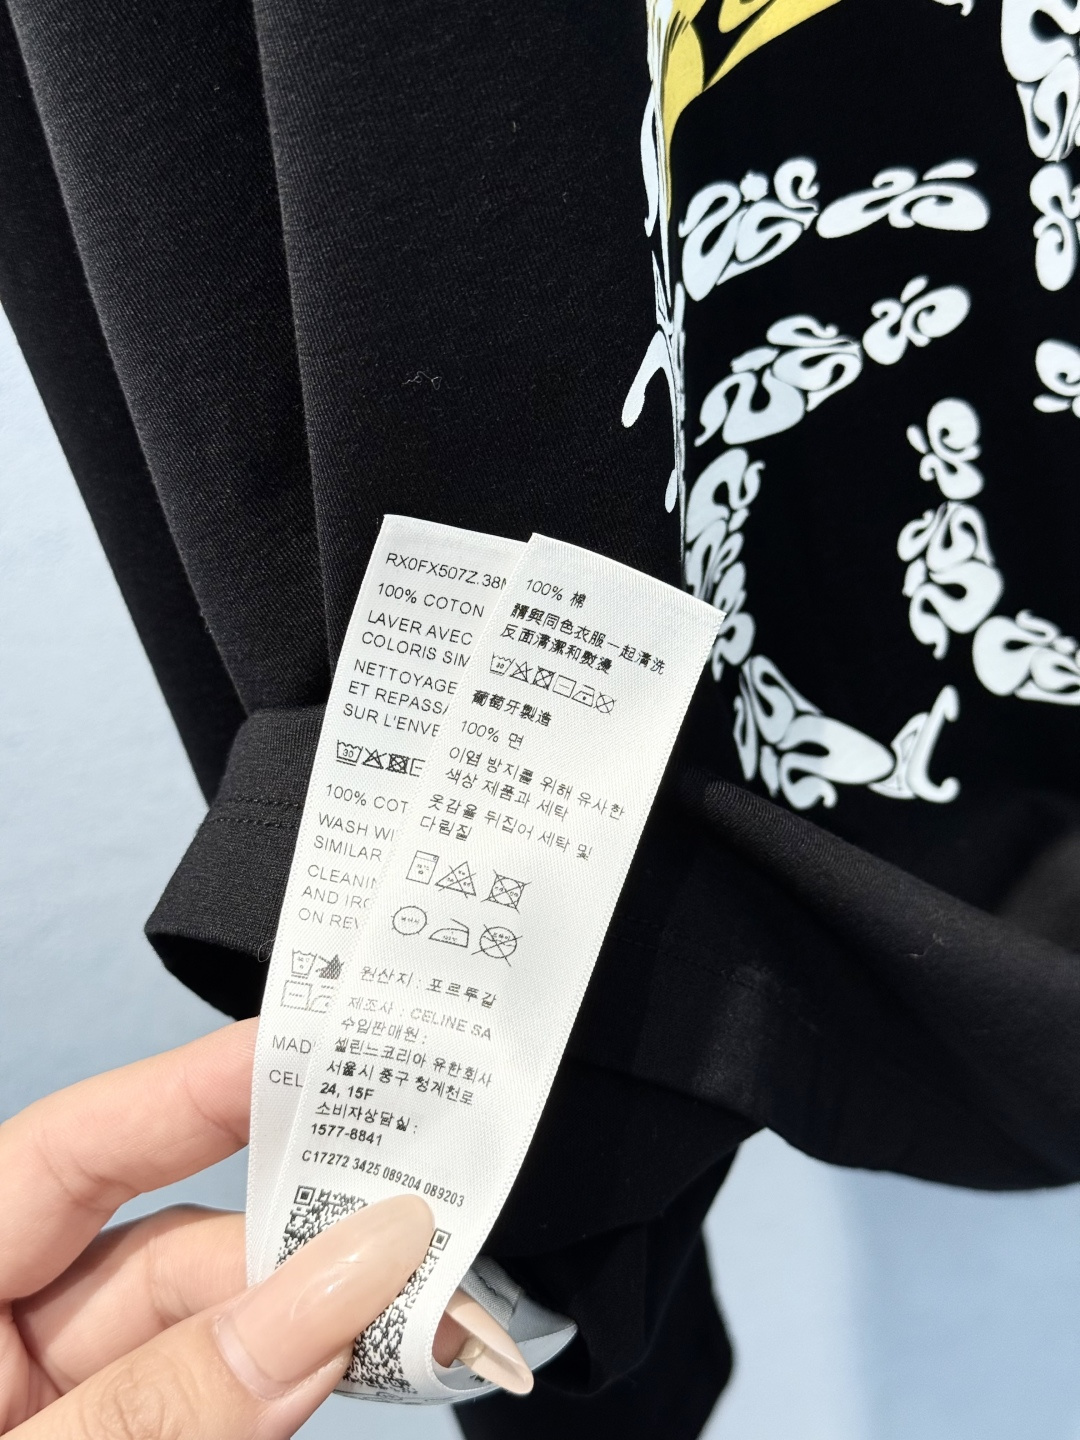 RX0FX507Z.38
100% COTON
LAVER AVEC
COLORIS SIM
NETTOYAGE
ET REPASSA
SUR L'ENVE
30
100% COT
WASH WI
SIMILAR
CLEANIN
AND IRO
ON REV
MAD
CEL
100% 棉
請與同色衣服一起清洗
反面清潔和熨燙
30
葡萄牙製造
100% 면
이염 방지를 위해 유사한
색상 제품과 세탁
옷감을 뒤집어 세탁 및
다림질
원산지 : 포르투갈
제조사 : CELINE SA
수입판매원 :
셀린느코리아 유한회사
서울시 중구 청계천로
24, 15F
소비자상담실 :
1577-8841
C17272 3425 089204 089203